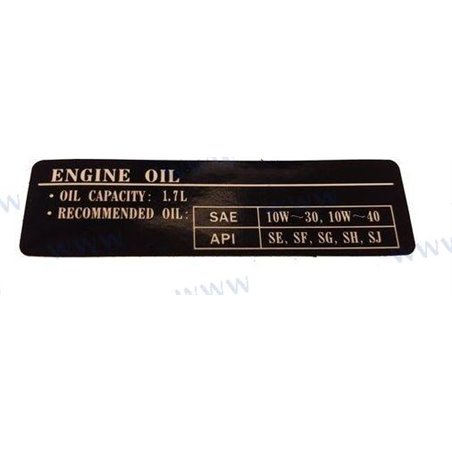 ENGINE OIL
• OIL CAPACITY: 1.7L
• RECOMMENDED OIL:
SAE 10W～30, 10W～40
API SE, SF, SG, SH, SJ